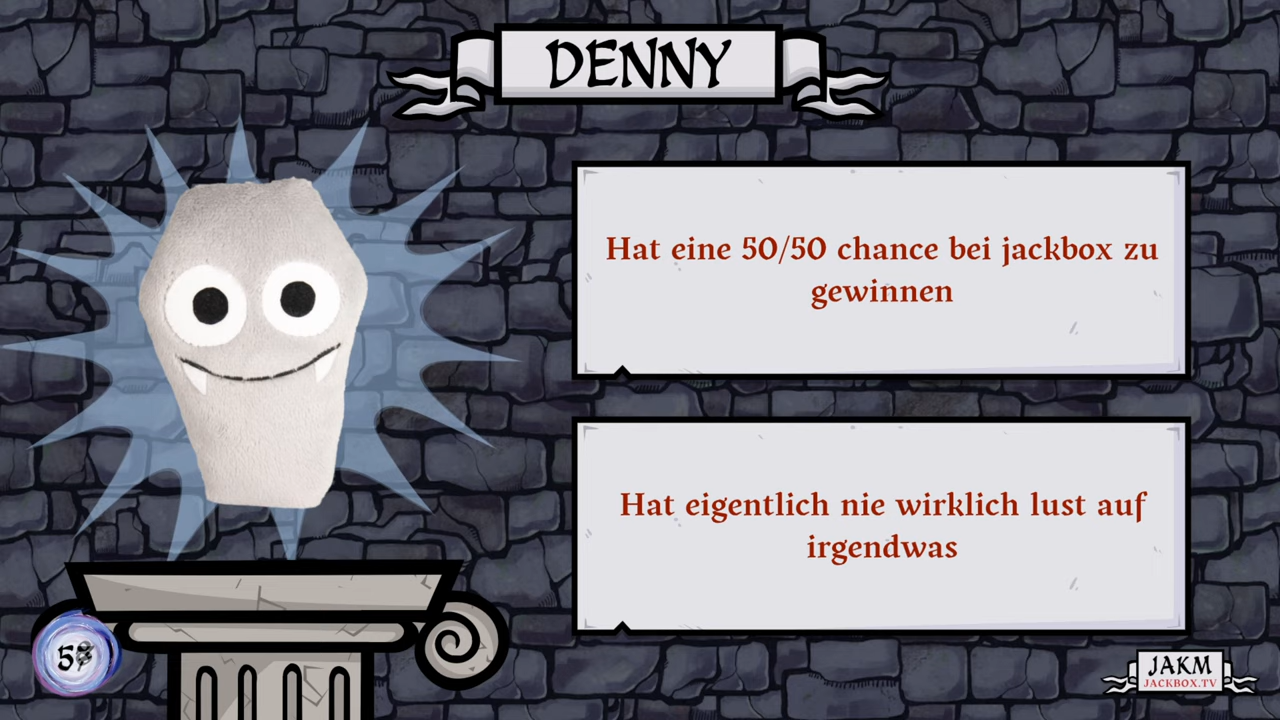 DENNY
Hat eine 50/50 chance bei jackbox zu
gewinnen
Hat eigentlich nie wirklich lust auf
irgendwas
JAKM
JACKBOX.TV